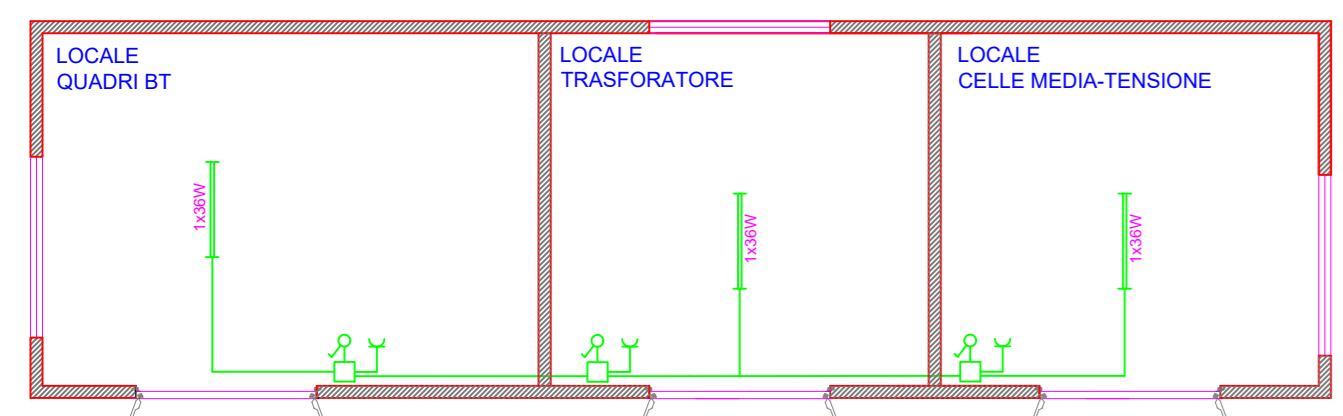 LOCALE
QUADRI BT
LOCALE
TRASFORATORE
LOCALE
CELLE MEDIA-TENSIONE
1x36W
1x36W
1x36W